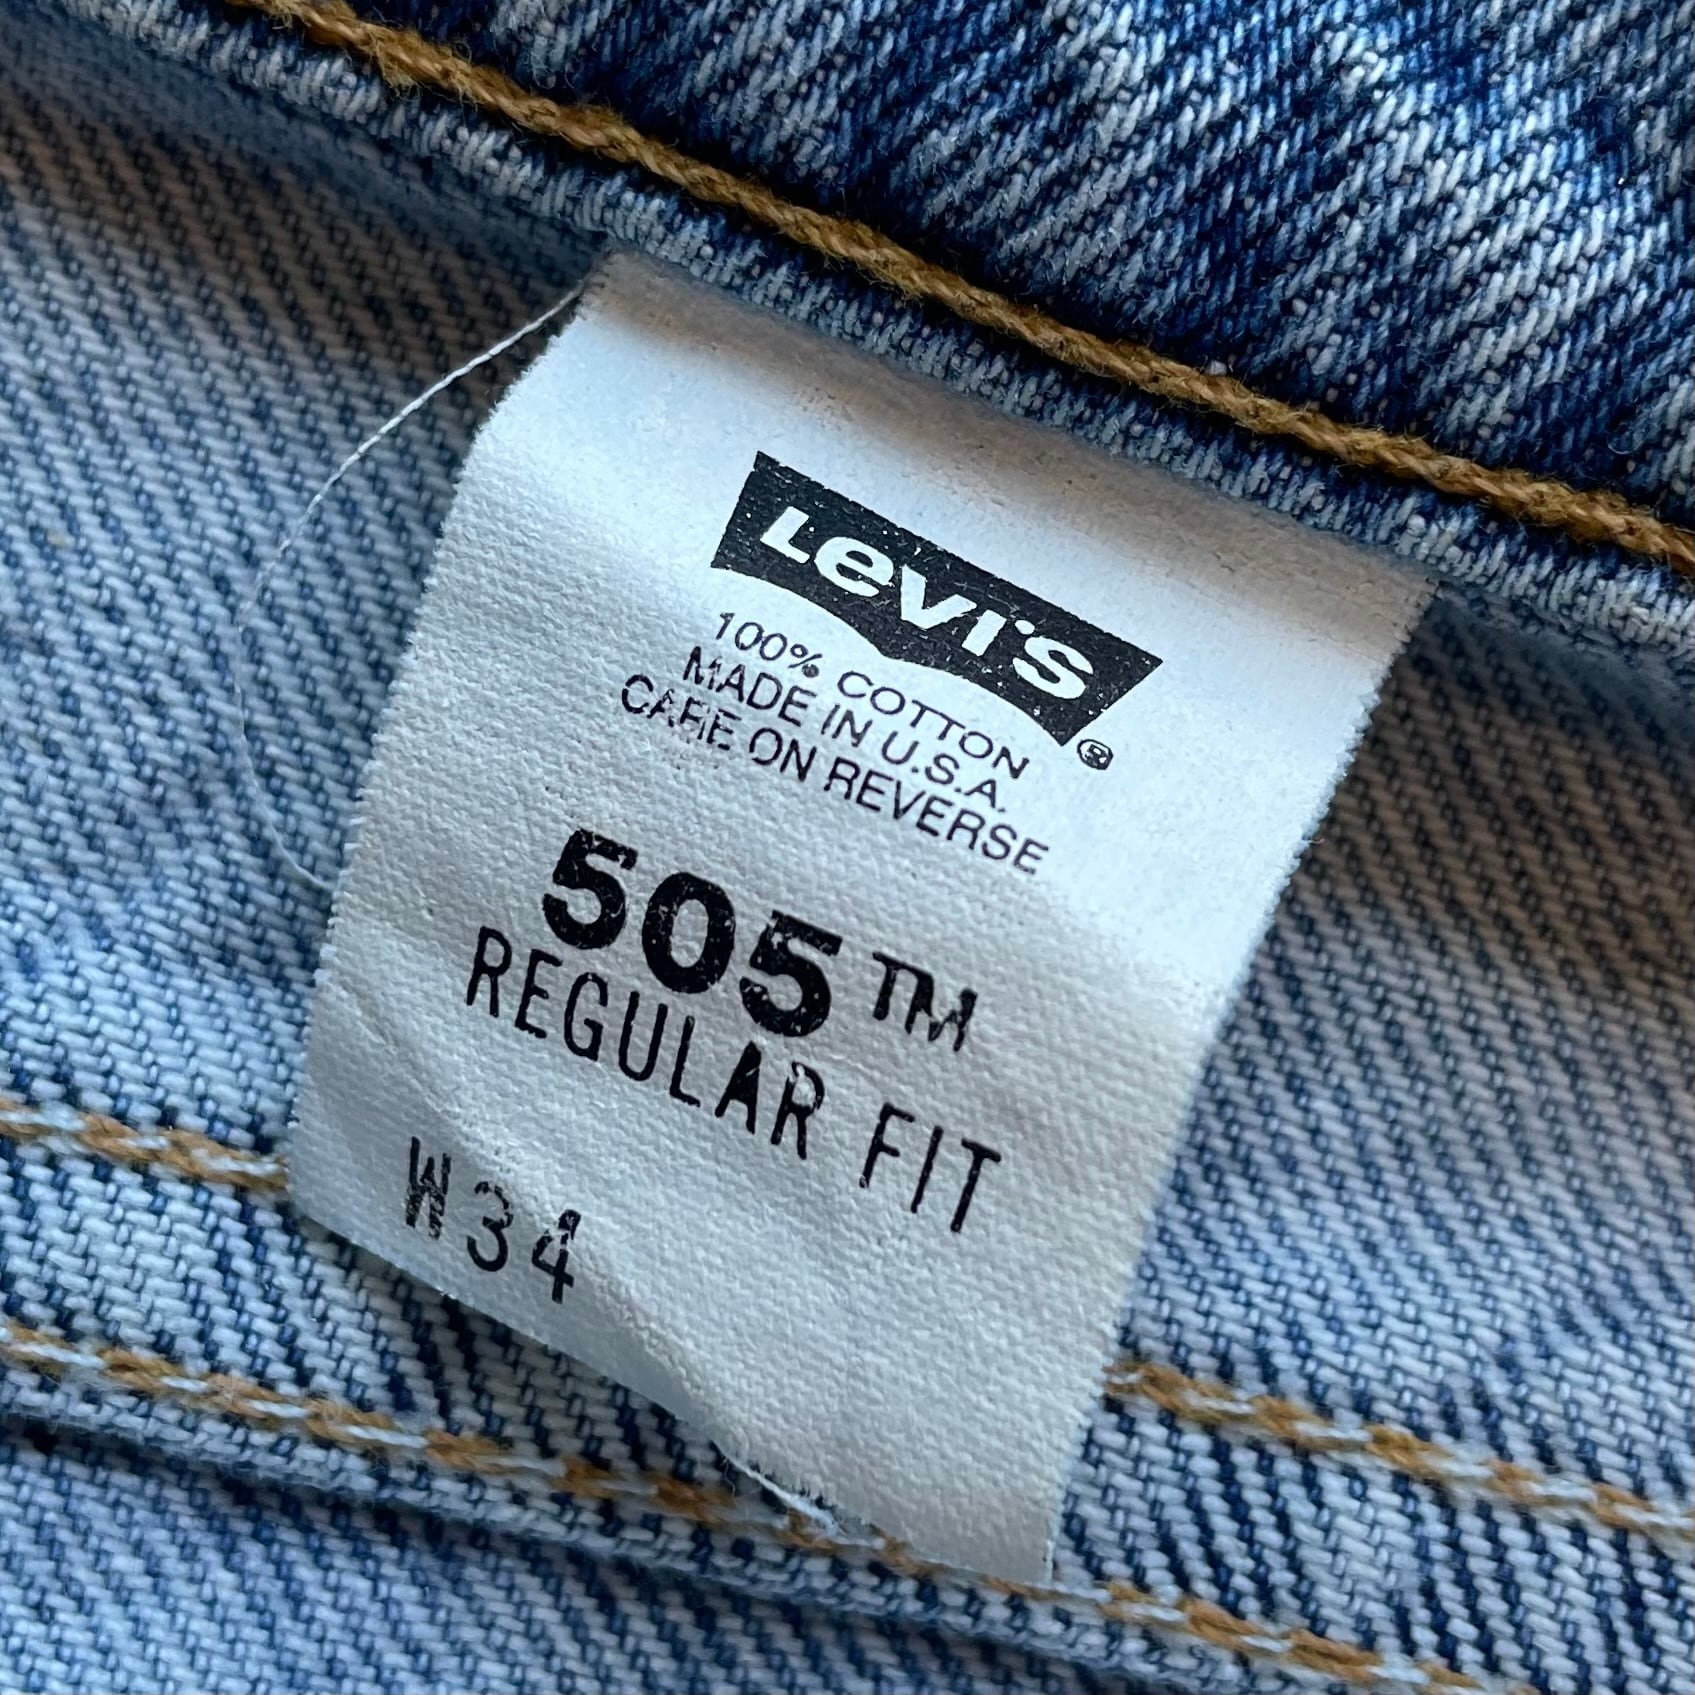 Levi's ®
100% COTTON
MADE IN U.S.A.
CARE ON REVERSE
505™
REGULAR FIT
W34